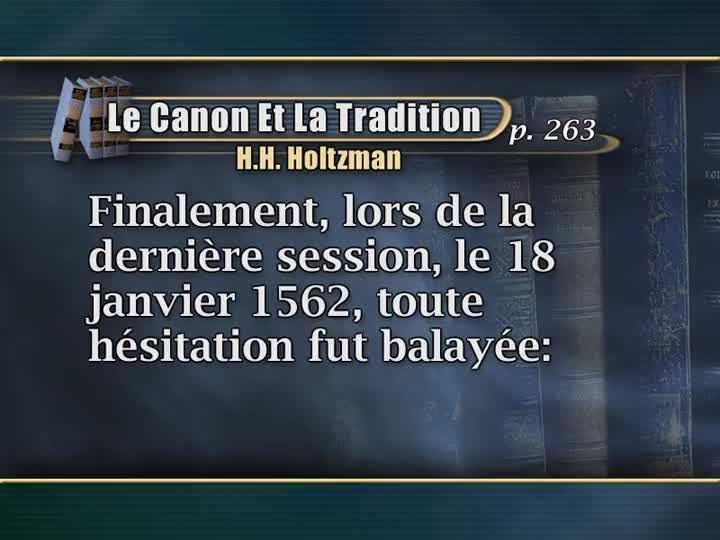 Le Canon Et La Tradition
p. 263
H.H. Holtzman
Finalement, lors de la
dernière session, le 18
janvier 1562, toute
hésitation fut balayée: